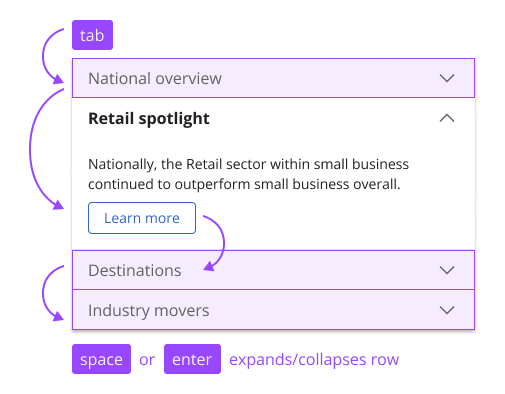 tab
National overview
Retail spotlight
Nationally, the Retail sector within small business
continued to outperform small business overall.
Learn more
Destinations
Industry movers
space or enter expands/collapses row